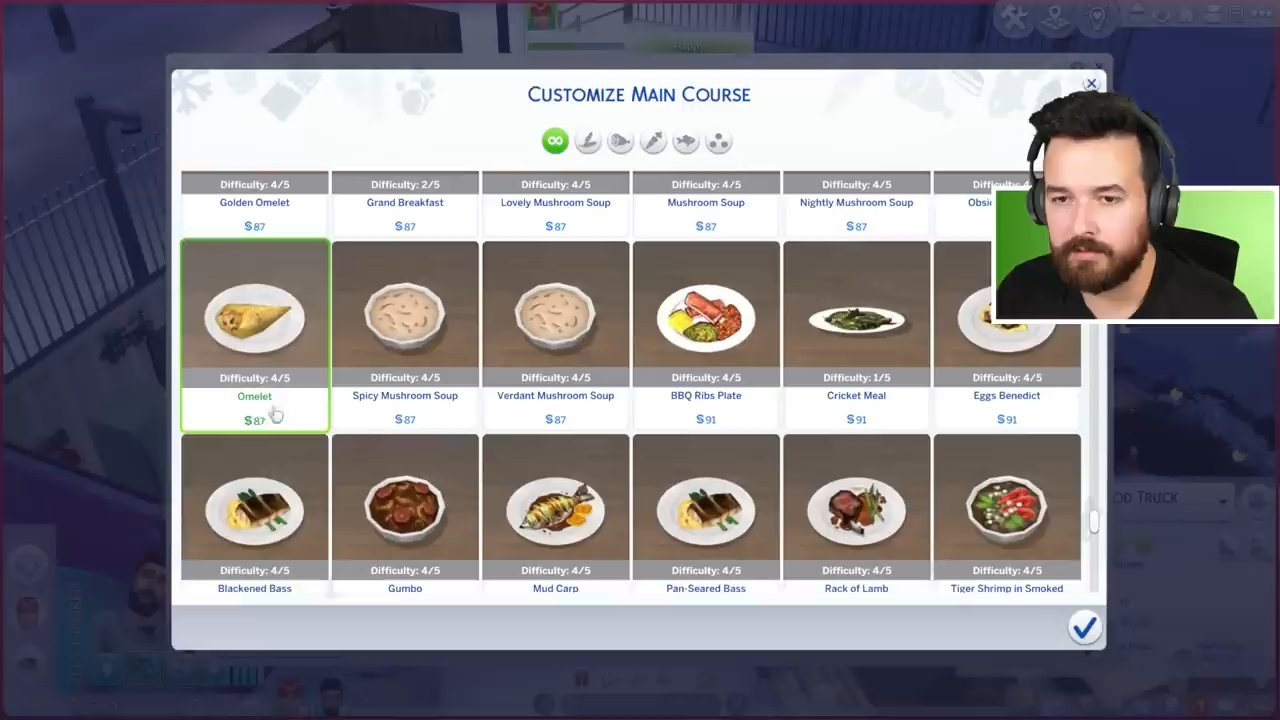 Happy
CUSTOMIZE MAIN COURSE
Difficulty: 4/5
Difficulty: 2/5
Difficulty: 4/5
Difficulty: 4/5
Difficulty: 4/5
Golden Omelet
Grand Breakfast
Lovely Mushroom Soup
Mushroom Soup
Nightly Mushroom Soup
$87
$87
$87
$87
$87
Difficulty: 4/5
Difficulty: 4/5
Difficulty: 4/5
Difficulty: 4/5
Difficulty: 1/5
Difficulty: 4/5
Omelet
Spicy Mushroom Soup
Verdant Mushroom Soup
BBQ Ribs Plate
Cricket Meal
Eggs Benedict
$87
$87
$87
$91
$91
$91
OD TRUCK
Difficulty: 4/5
Difficulty: 4/5
Difficulty: 4/5
Difficulty: 4/5
Difficulty: 4/5
Difficulty: 4/5
Blackened Bass
Gumbo
Mud Carp
Pan-Seared Bass
Rack of Lamb
Tiger Shrimp in Smoked